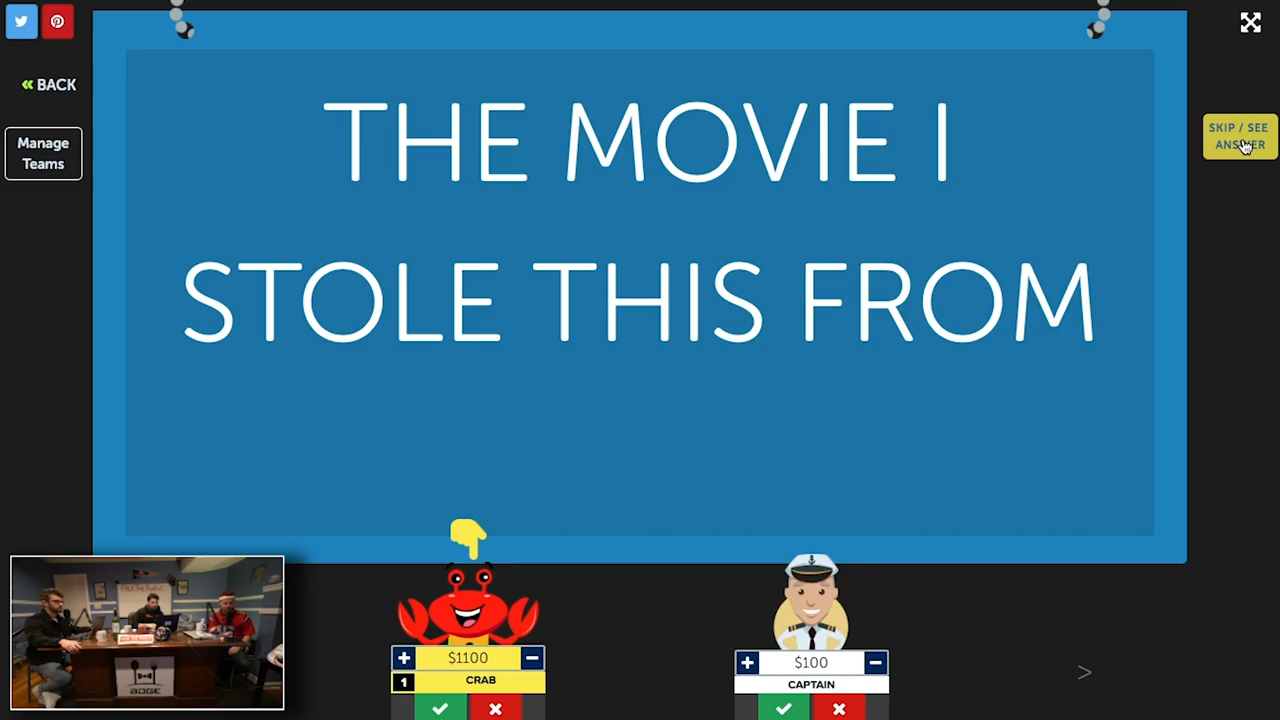 « BACK
Manage
Teams
THE MOVIE I
STOLE THIS FROM
SKIP / SEE
ANSWER
+ $1100 −
1 CRAB
+ $100 −
CAPTAIN
>